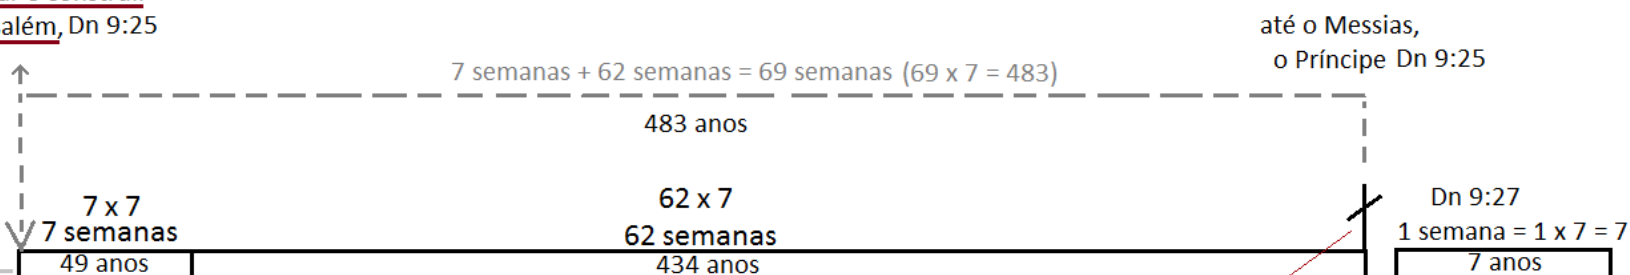 além, Dn 9:25
até o Messias,
o Príncipe Dn 9:25
7 semanas + 62 semanas = 69 semanas (69 x 7 = 483)
483 anos
7 x 7
7 semanas
49 anos
62 x 7
62 semanas
434 anos
Dn 9:27
1 semana = 1 x 7 = 7
7 anos